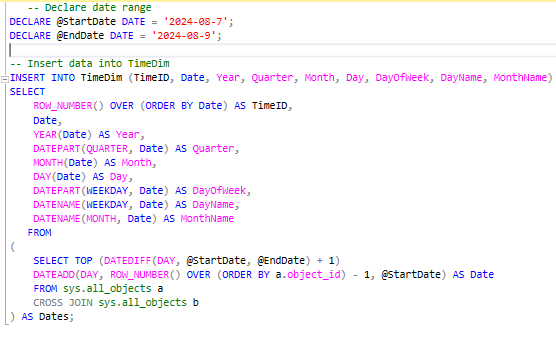 -- Declare date range
DECLARE @StartDate DATE = '2024-08-7';
DECLARE @EndDate DATE = '2024-08-9';
-- Insert data into TimeDim
INSERT INTO TimeDim (TimeID, Date, Year, Quarter, Month, Day, DayOfWeek, DayName, MonthName)
SELECT
ROW_NUMBER() OVER (ORDER BY Date) AS TimeID,
Date,
YEAR(Date) AS Year,
DATEPART(QUARTER, Date) AS Quarter,
MONTH(Date) AS Month,
DAY(Date) AS Day,
DATEPART(WEEKDAY, Date) AS DayOfWeek,
DATENAME(WEEKDAY, Date) AS DayName,
DATENAME(MONTH, Date) AS MonthName
FROM
(
SELECT TOP (DATEDIFF(DAY, @StartDate, @EndDate) + 1)
DATEADD(DAY, ROW_NUMBER() OVER (ORDER BY a.object_id) - 1, @StartDate) AS Date
FROM sys.all_objects a
CROSS JOIN sys.all_objects b
) AS Dates;